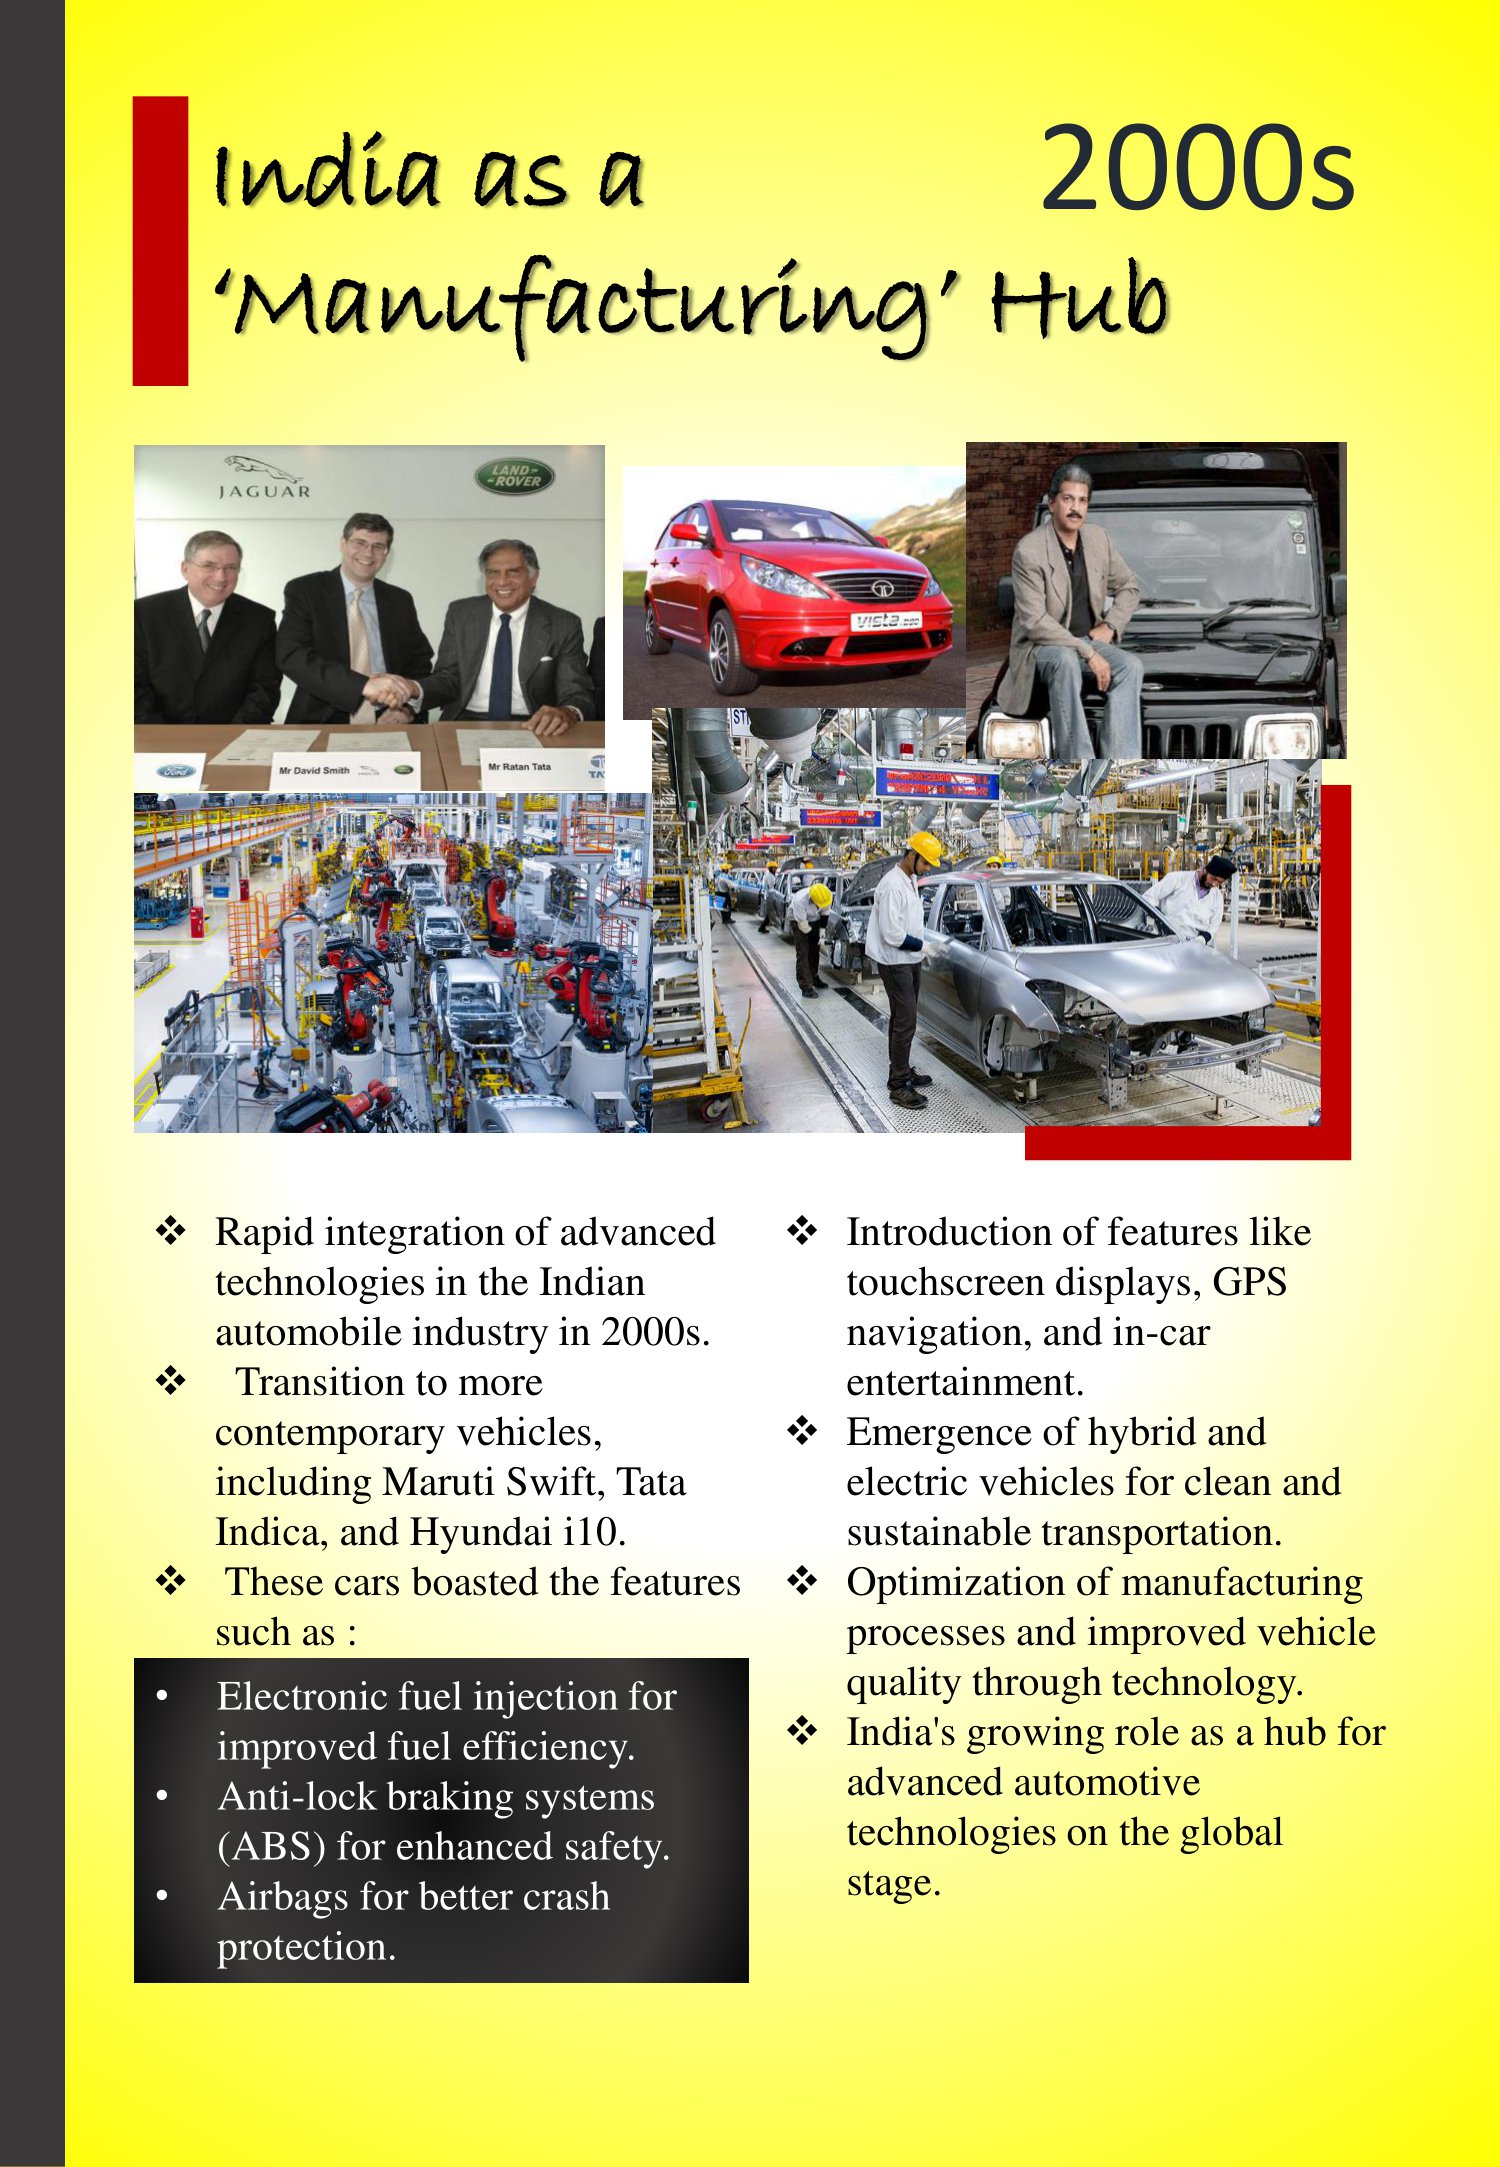 India as a
2000s
‘Manufacturing’ Hub
JAGUAR
LAND-
-ROVER
Ford
Mr David Smith
Mr Ratan Tata
TA
vista
STI
❖ Rapid integration of advanced
technologies in the Indian
automobile industry in 2000s.
❖ Transition to more
contemporary vehicles,
including Maruti Swift, Tata
Indica, and Hyundai i10.
❖ These cars boasted the features
such as :
• Electronic fuel injection for
improved fuel efficiency.
• Anti-lock braking systems
(ABS) for enhanced safety.
• Airbags for better crash
protection.
❖ Introduction of features like
touchscreen displays, GPS
navigation, and in-car
entertainment.
❖ Emergence of hybrid and
electric vehicles for clean and
sustainable transportation.
❖ Optimization of manufacturing
processes and improved vehicle
quality through technology.
❖ India's growing role as a hub for
advanced automotive
technologies on the global
stage.